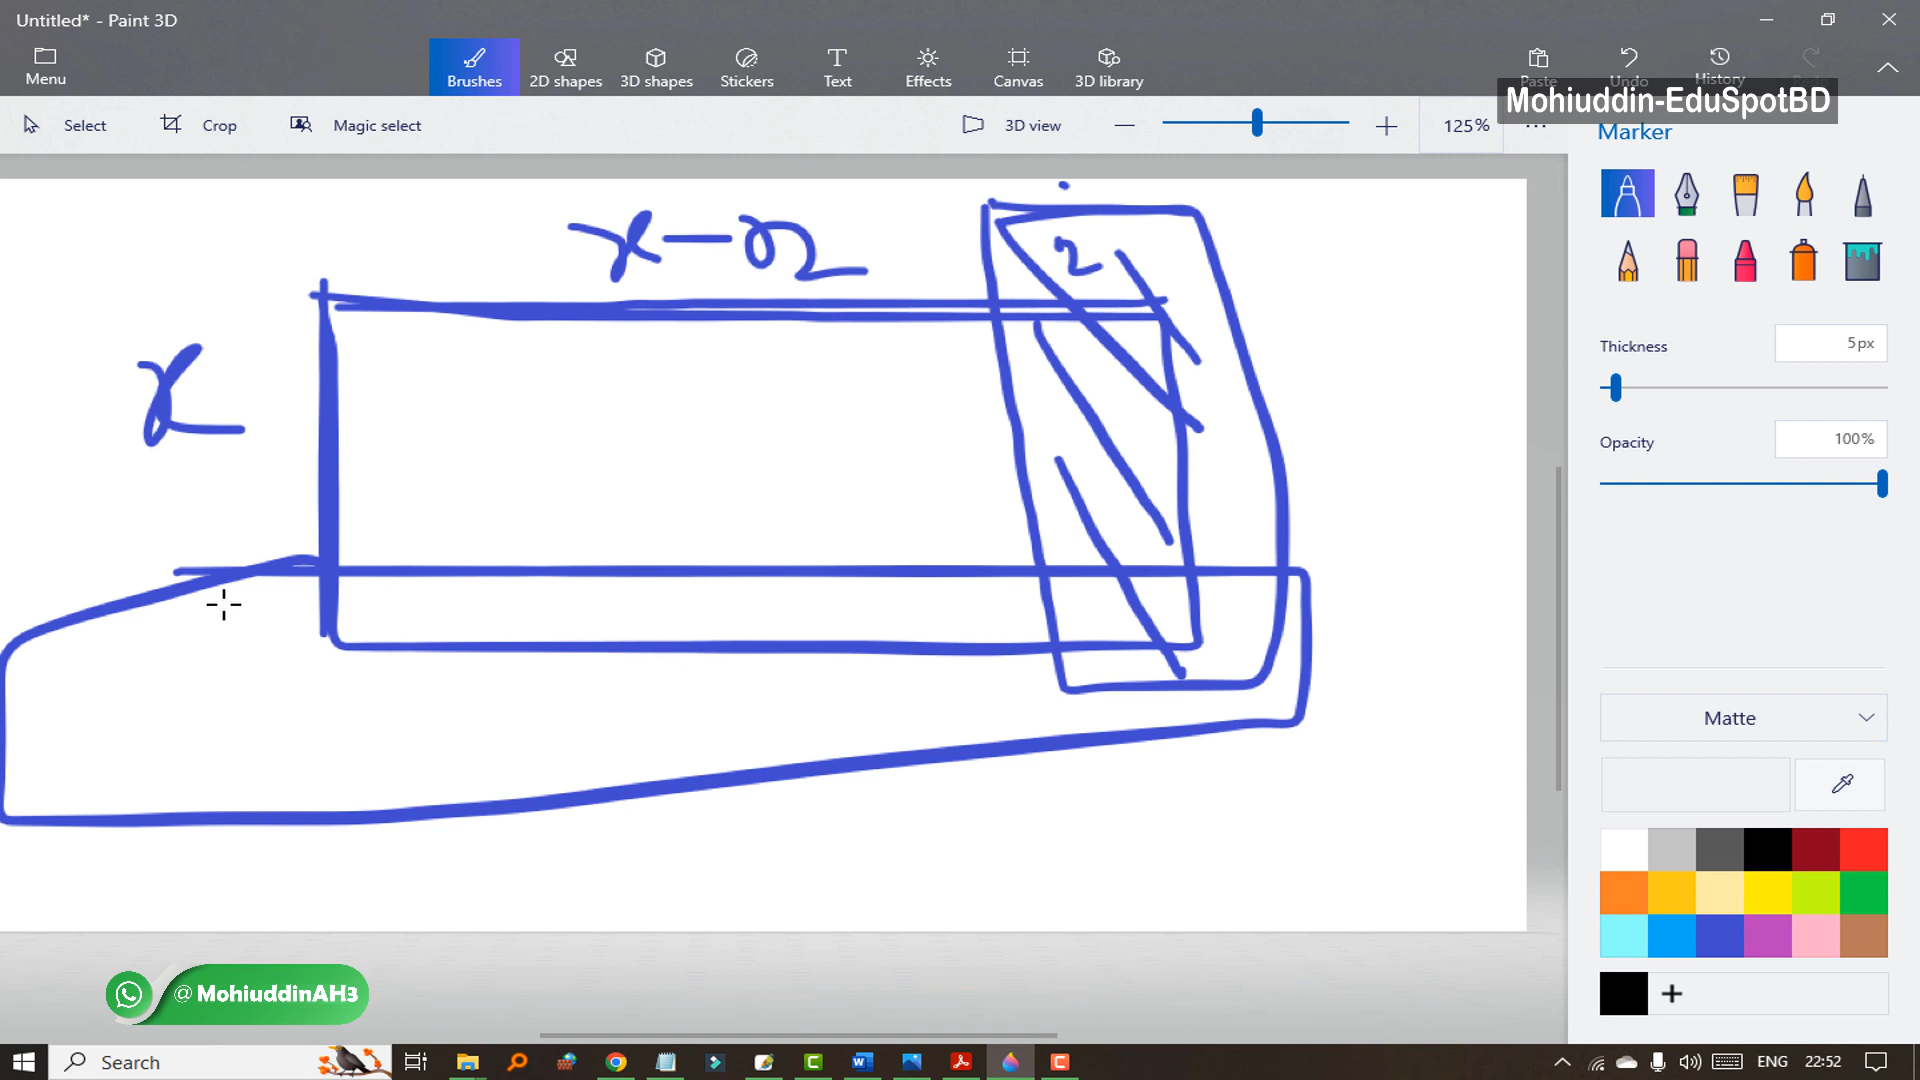 Untitled* - Paint 3D
Menu
Brushes
2D shapes
3D shapes
Stickers
Text
Effects
Canvas
3D library
Paste
Undo
History
Redo
Mohiuddin-EduSpotBD
Select
Crop
Magic select
3D view
125%
Marker
Thickness
5px
Opacity
100%
Matte
x
2
@ MohiuddinAH3
Search
ENG
22:52